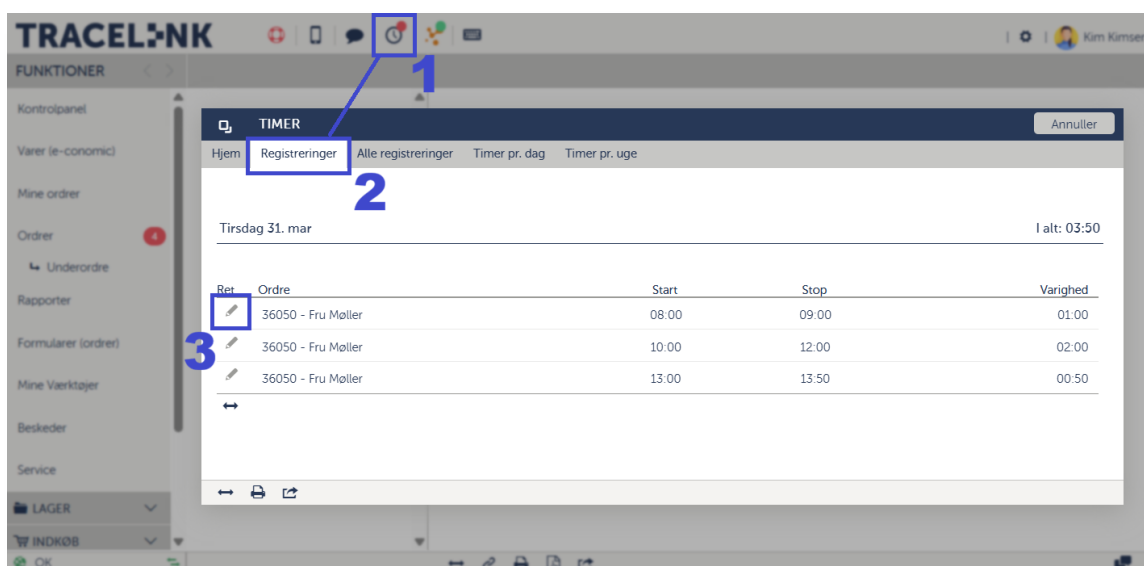 TRACELINK
Kim Kimsen
1
FUNKTIONER
Kontrolpanel
TIMER
Annuller
Varer (e-conomic)
Hjem Registreringer Alle registreringer Timer pr. dag Timer pr. uge
2
Mine ordrer
Ordrer 4
Tirsdag 31. mar I alt: 03:50
Underordre
Ret Ordre Start Stop Varighed
Rapporter
36050 - Fru Møller 08:00 09:00 01:00
3
Formularer (ordrer)
36050 - Fru Møller 10:00 12:00 02:00
36050 - Fru Møller 13:00 13:50 00:50
Mine Værktøjer
Beskeder
Service
LAGER
INDKØB
OK